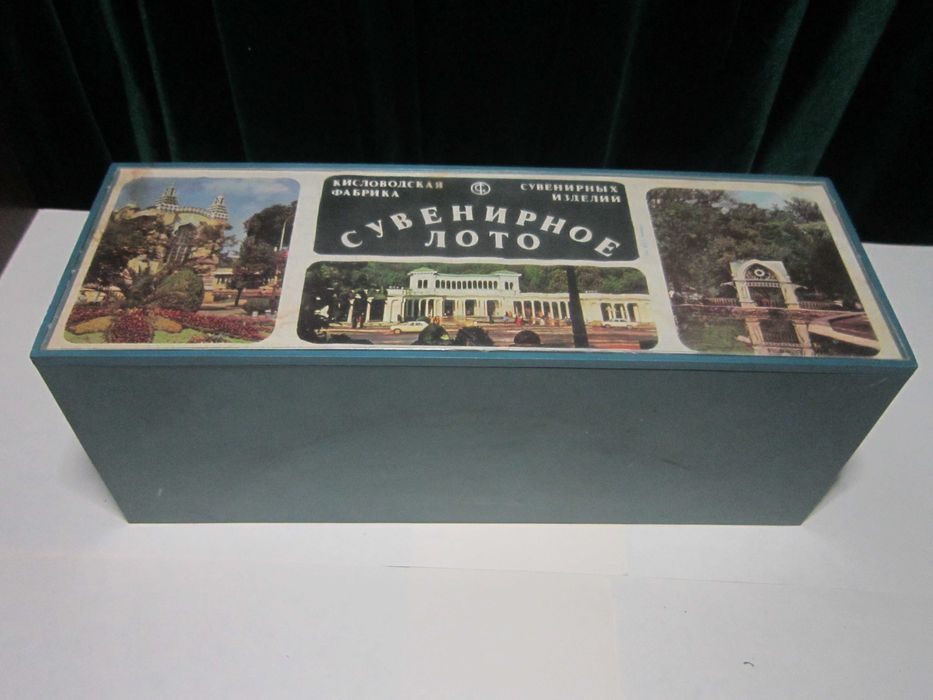 КИСЛОВОДСКАЯ СУВЕНИРНЫХ
ФАБРИКА ИЗДЕЛИЙ
СУВЕНИРНОЕ
ЛОТО